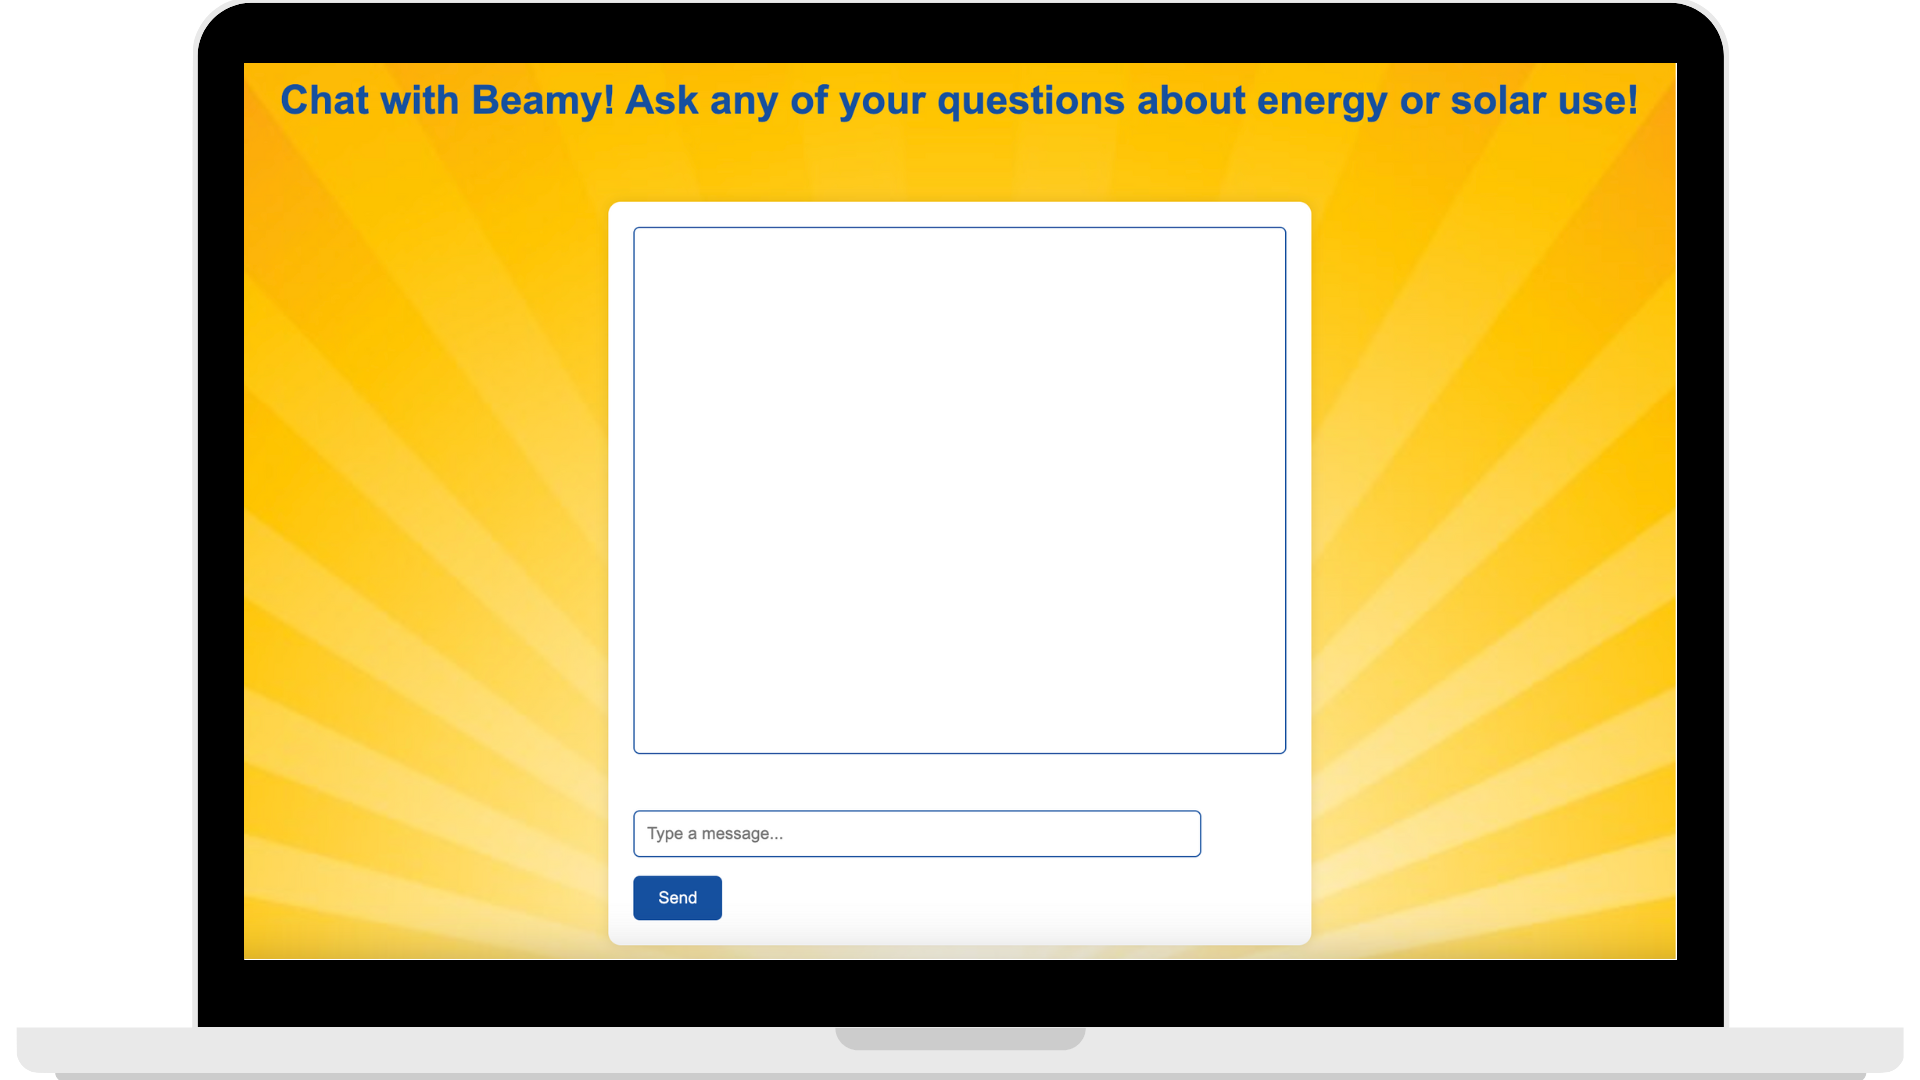 Chat with Beamy! Ask any of your questions about energy or solar use!
Type a message...
Send